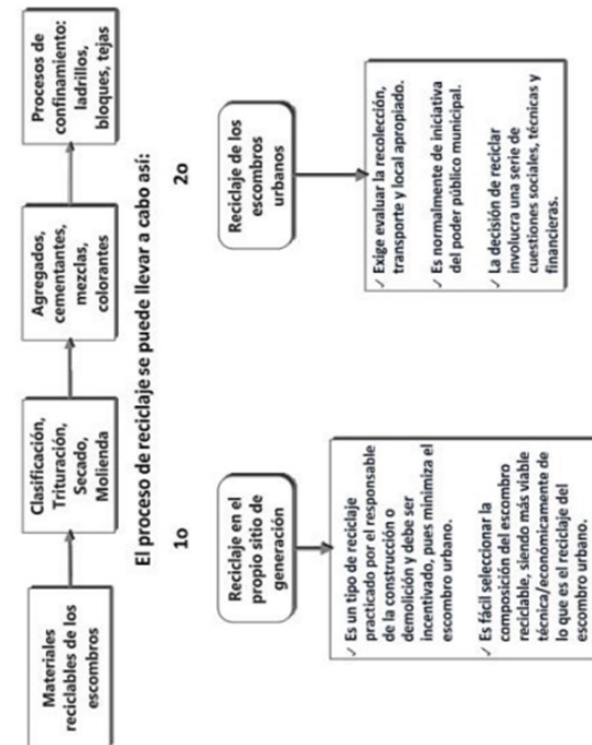 Materiales
reciclables de los
escombros
Clasificación,
Trituración,
Secado,
Molienda
Agregados,
cementantes,
mezclas,
colorantes
Procesos de
confinamiento:
ladrillos,
bloques, tejas
El proceso de reciclaje se puede llevar a cabo así:
1o
2o
Reciclaje en el
propio sitio de
generación
✓ Es un tipo de reciclaje
practicado por el responsable
de la construcción o
demolición y debe ser
incentivado, pues minimiza el
escombro urbano.
✓ Es fácil seleccionar la
composición del escombro
reciclable, siendo más viable
técnica/económicamente de
lo que es el reciclaje del
escombro urbano.
Reciclaje de los
escombros
urbanos
✓ Exige evaluar la recolección,
transporte y local apropiado.
✓ Es normalmente de iniciativa
del poder público municipal.
✓ La decisión de reciclar
involucra una serie de
cuestiones sociales, técnicas y
financieras.